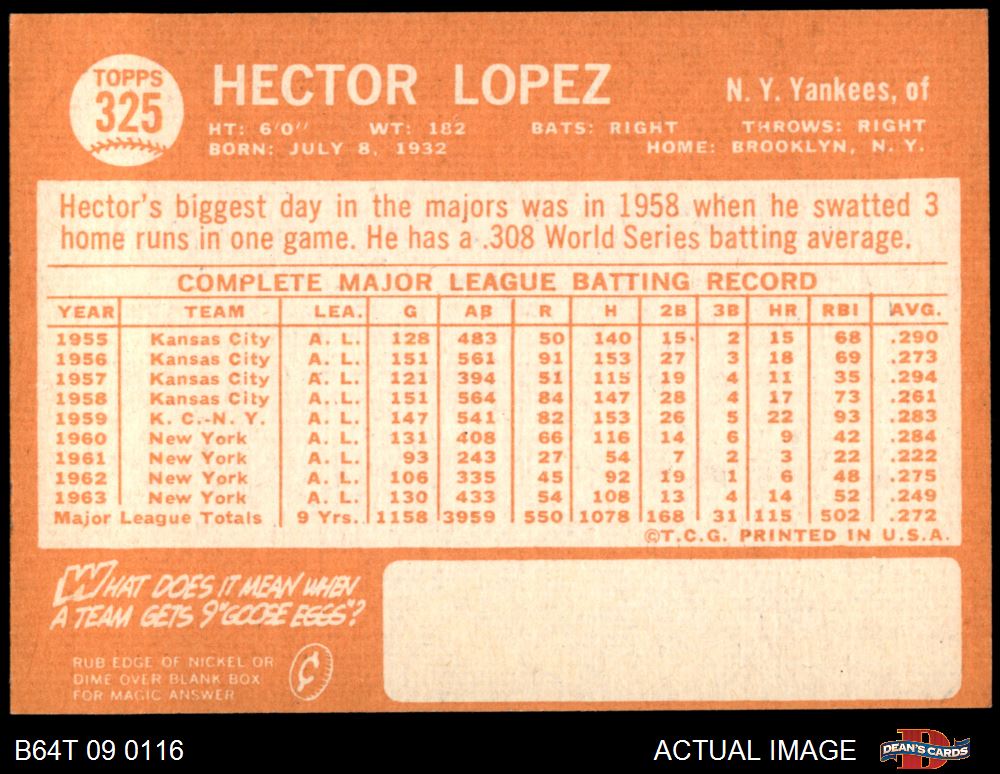 TOPPS
325
HECTOR LOPEZ
N. Y. Yankees, of
HT: 6'0" WT: 182 BATS: RIGHT THROWS: RIGHT
BORN: JULY 8, 1932 HOME: BROOKLYN, N. Y.
Hector's biggest day in the majors was in 1958 when he swatted 3
home runs in one game. He has a .308 World Series batting average.
COMPLETE MAJOR LEAGUE BATTING RECORD
YEAR TEAM LEA. G AB R H 2B 3B HR RBI AVG.
1955 Kansas City A. L. 128 483 50 140 15 2 15 68 .290
1956 Kansas City A. L. 151 561 91 153 27 3 18 69 .273
1957 Kansas City A. L. 121 394 51 115 19 4 11 35 .294
1958 Kansas City A. L. 151 564 84 147 28 4 17 73 .261
1959 K. C.-N. Y. A. L. 147 541 82 153 26 5 22 93 .283
1960 New York A. L. 131 408 66 116 14 6 9 42 .284
1961 New York A. L. 93 243 27 54 7 2 3 22 .222
1962 New York A. L. 106 335 45 92 19 1 6 48 .275
1963 New York A. L. 130 433 54 108 13 4 14 52 .249
Major League Totals 9 Yrs. 1158 3959 550 1078 168 31 115 502 .272
©T.C.G. PRINTED IN U.S.A.
WHAT DOES IT MEAN WHEN
A TEAM GETS 9 "GOOSE EGGS"?
RUB EDGE OF NICKEL OR
DIME OVER BLANK BOX
FOR MAGIC ANSWER
¢
B64T 09 0116
ACTUAL IMAGE
DEAN'S CARDS